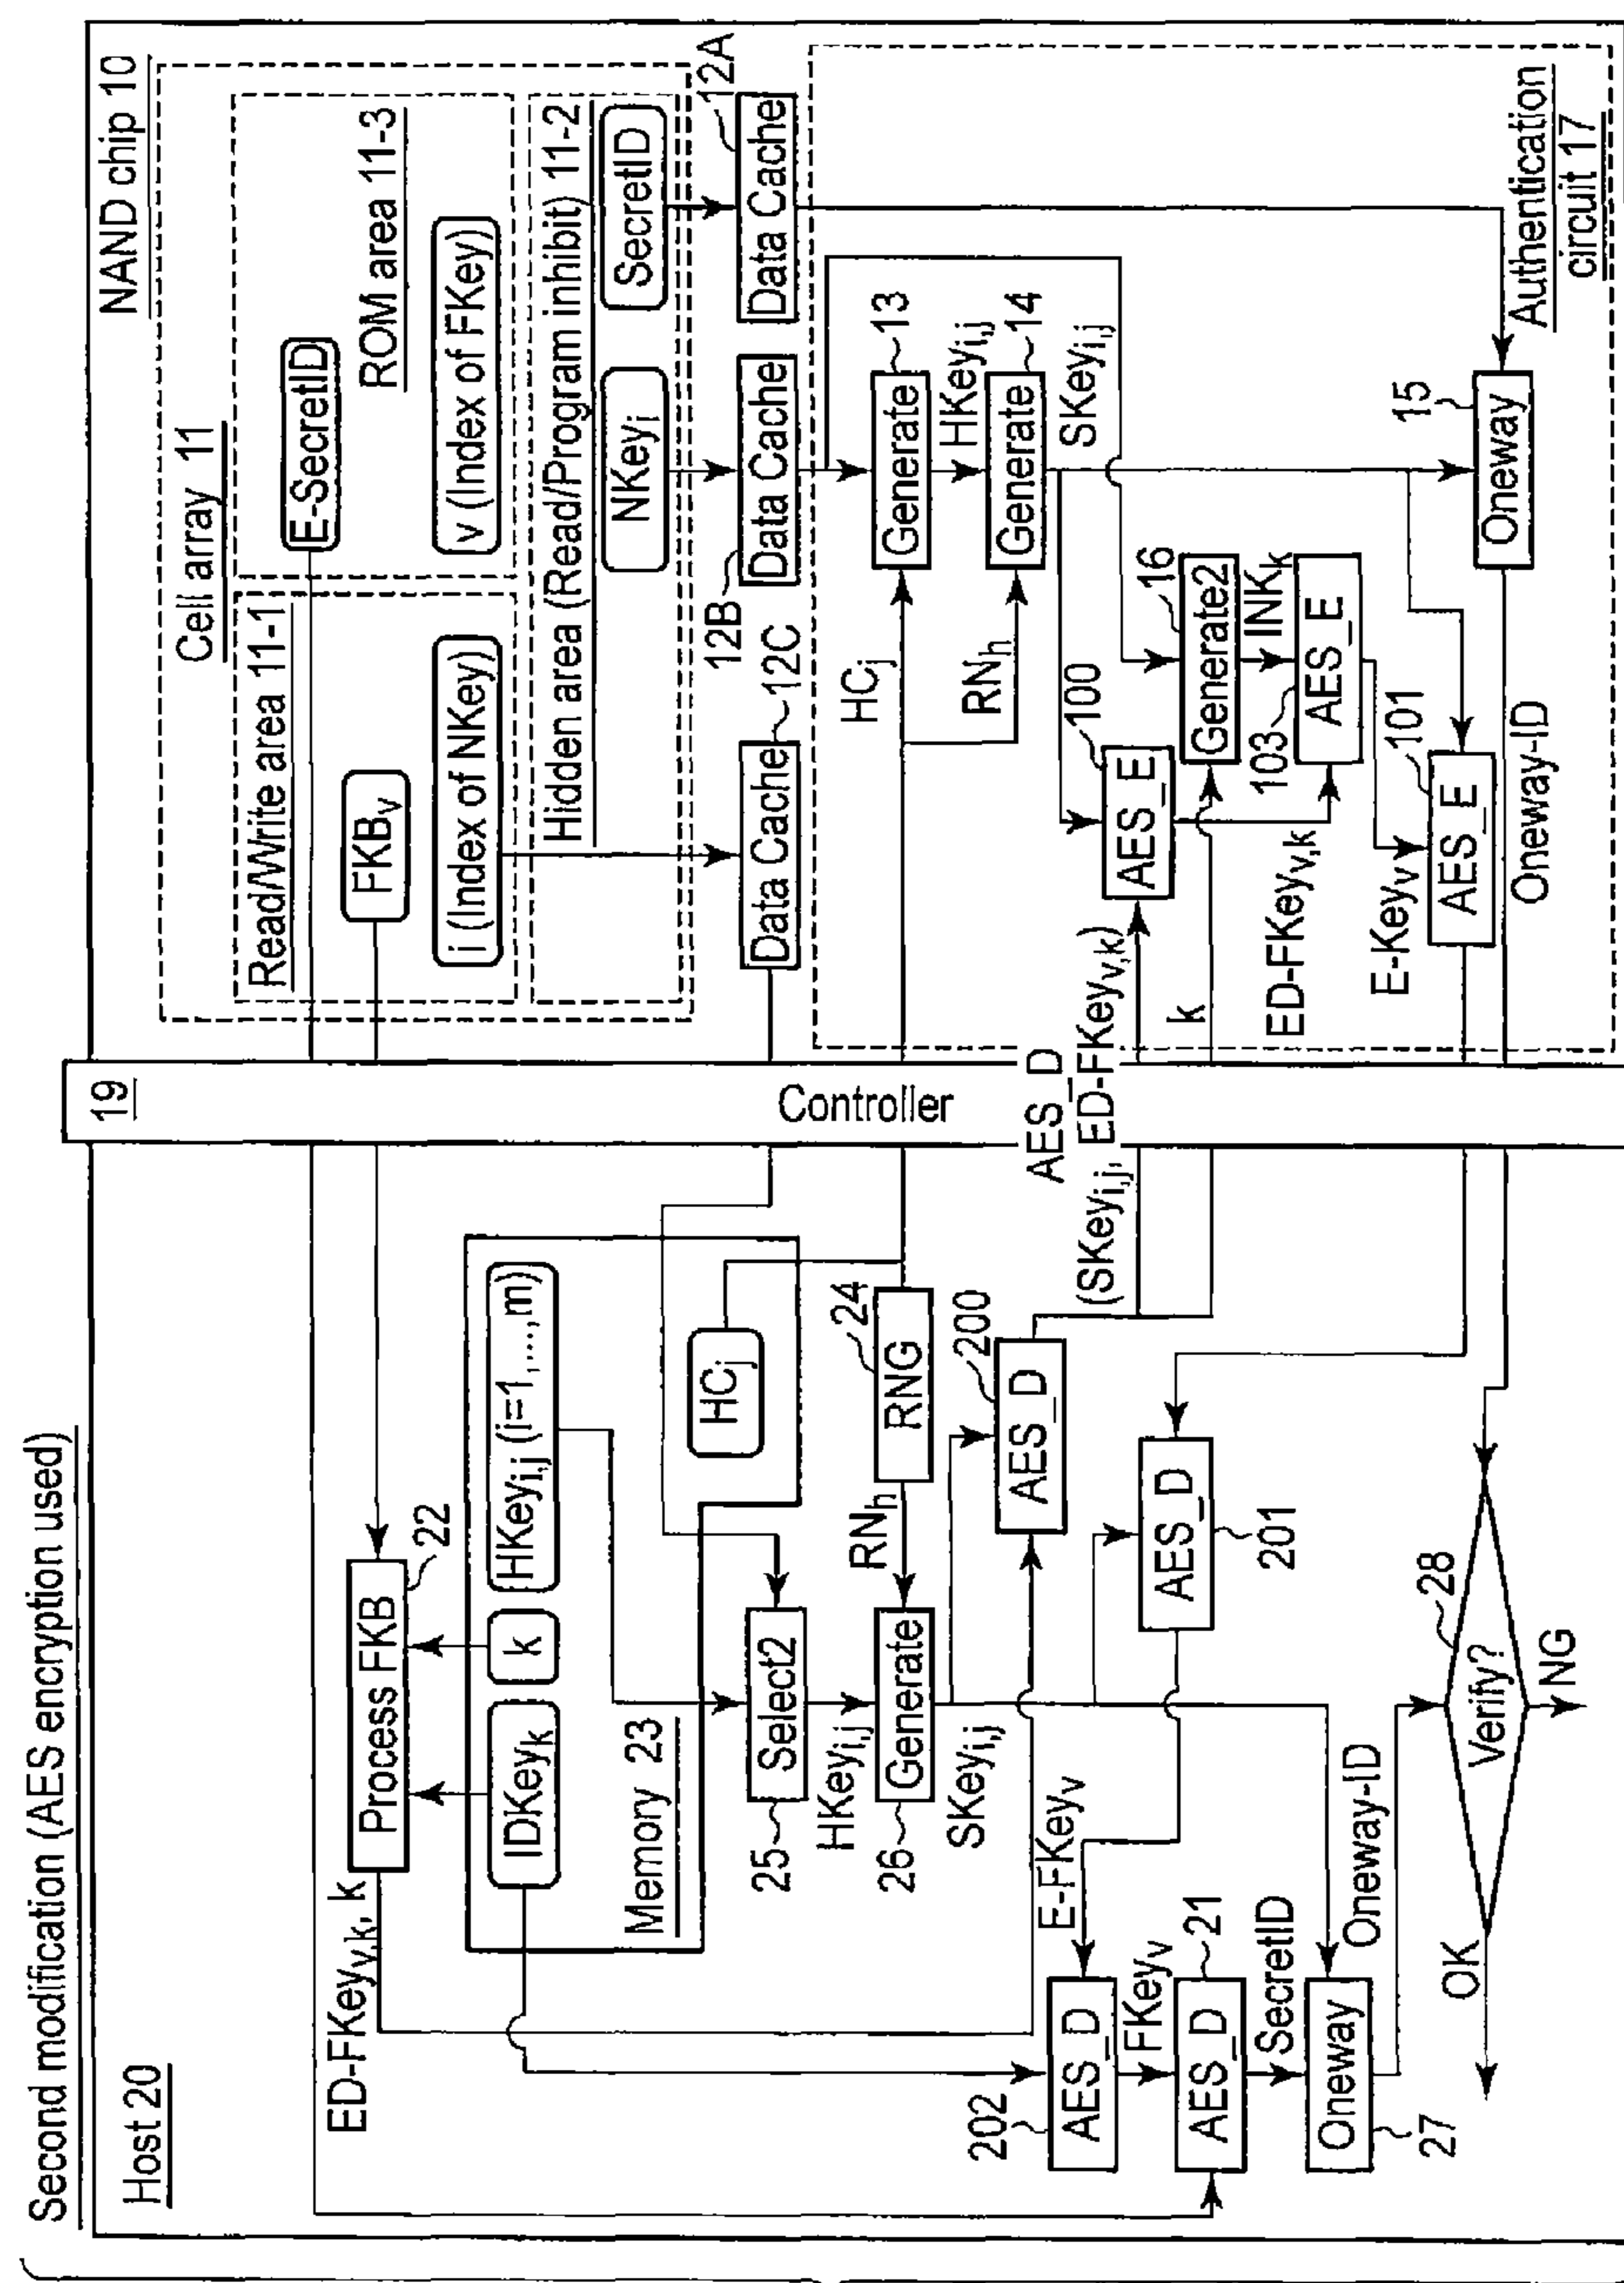 Second modification (AES encryption used)
Host 20
ED-FKeyv,k, k
Process FKB
22
IDKeyk
k
HKeyi,j (i=1,...,m)
Memory 23
HCj
Select2
25
HKeyi,j
RNG
24
RNh
Generate
26
SKeyi,j
AES_D
200
(SKeyi,j, ED-FKeyv,k)
AES_D
AES_D
201
E-FKeyv
202
AES_D
FKeyv
AES_D
21
SecretID
Oneway
27
Oneway-ID
Verify?
28
OK
NG
19
Controller
NAND chip 10
Cell array 11
Read/Write area 11-1
FKBv
i (Index of NKey)
E-SecretID
ROM area 11-3
v (Index of FKey)
Hidden area (Read/Program inhibit) 11-2
NKeyi
SecretID
Data Cache
12C
Data Cache
12B
Data Cache
12A
HCj
RNh
Generate
13
HKeyi,j
Generate
14
SKeyi,j
AES_E
100
k
Generate2
16
INKk
ED-FKeyv,k
103
AES_E
E-Keyv
AES_E
101
Oneway
15
Oneway-ID
Authentication
circuit 17